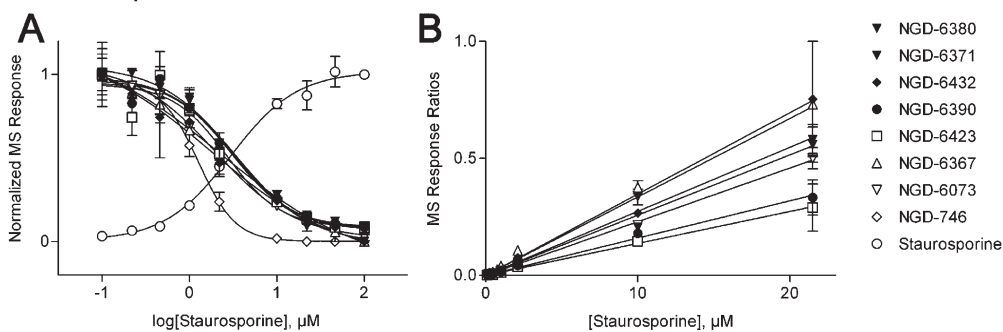 A
B
Normalized MS Response
1
0
-1
0
1
2
log[Staurosporine], µM
MS Response Ratios
1.0
0.5
0.0
0
10
20
[Staurosporine], µM
NGD-6380
NGD-6371
NGD-6432
NGD-6390
NGD-6423
NGD-6367
NGD-6073
NGD-746
Staurosporine